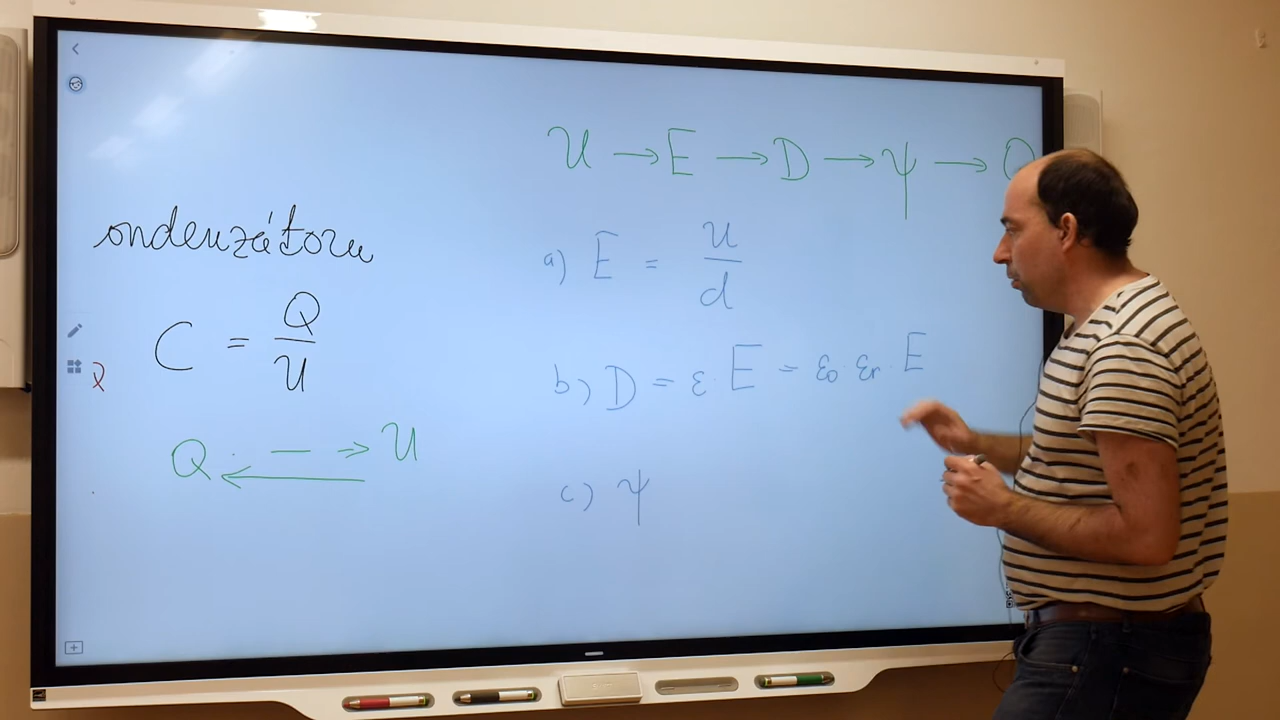 U → E → D → ψ → Q
ondenzátoru
a) E = U/d
C = Q/U
b) D = ε · E = ε₀ · εr · E
Q
Q — → U
←
c) ψ